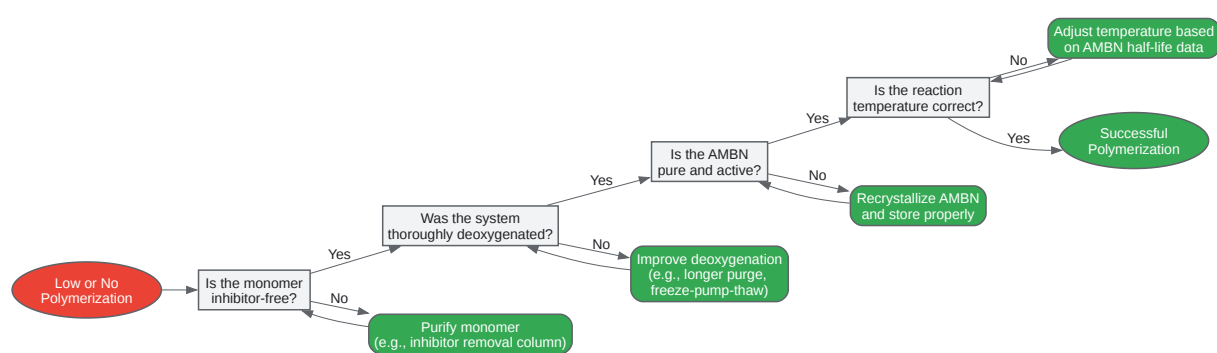 Low or No
Polymerization
Is the monomer
inhibitor-free?
No
Purify monomer
(e.g., inhibitor removal column)
Yes
Was the system
thoroughly deoxygenated?
No
Improve deoxygenation
(e.g., longer purge,
freeze-pump-thaw)
Yes
Is the AMBN
pure and active?
No
Recrystallize AMBN
and store properly
Yes
Is the reaction
temperature correct?
No
Adjust temperature based
on AMBN half-life data
Yes
Successful
Polymerization